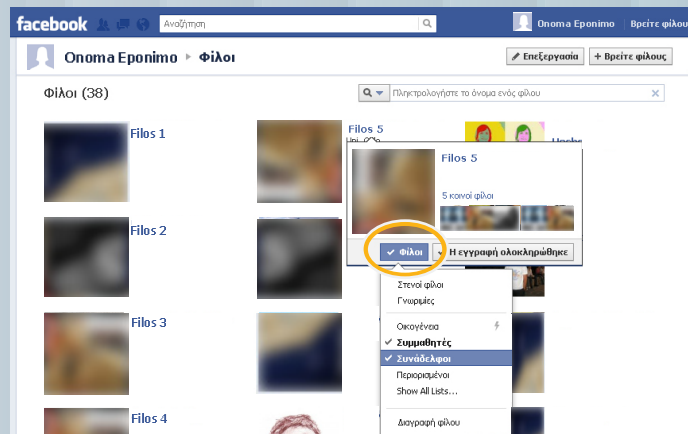 facebook Αναζήτηση Onoma Eponimo Βρείτε φίλου
Onoma Eponimo ▸ Φίλοι Επεξεργασία + Βρείτε φίλους
Φίλοι (38) Πληκτρολογήστε το όνομα ενός φίλου
Filos 1
Filos 5
Filos 5
5 κοινοί φίλοι
Filos 2
Φίλοι Η εγγραφή ολοκληρώθηκε
Στενοί φίλοι
Γνωριμίες
Filos 3
Οικογένεια
Συμμαθητές
Συνάδελφοι
Περιορισμένοι
Show All Lists...
Filos 4
Διαγραφή φίλου